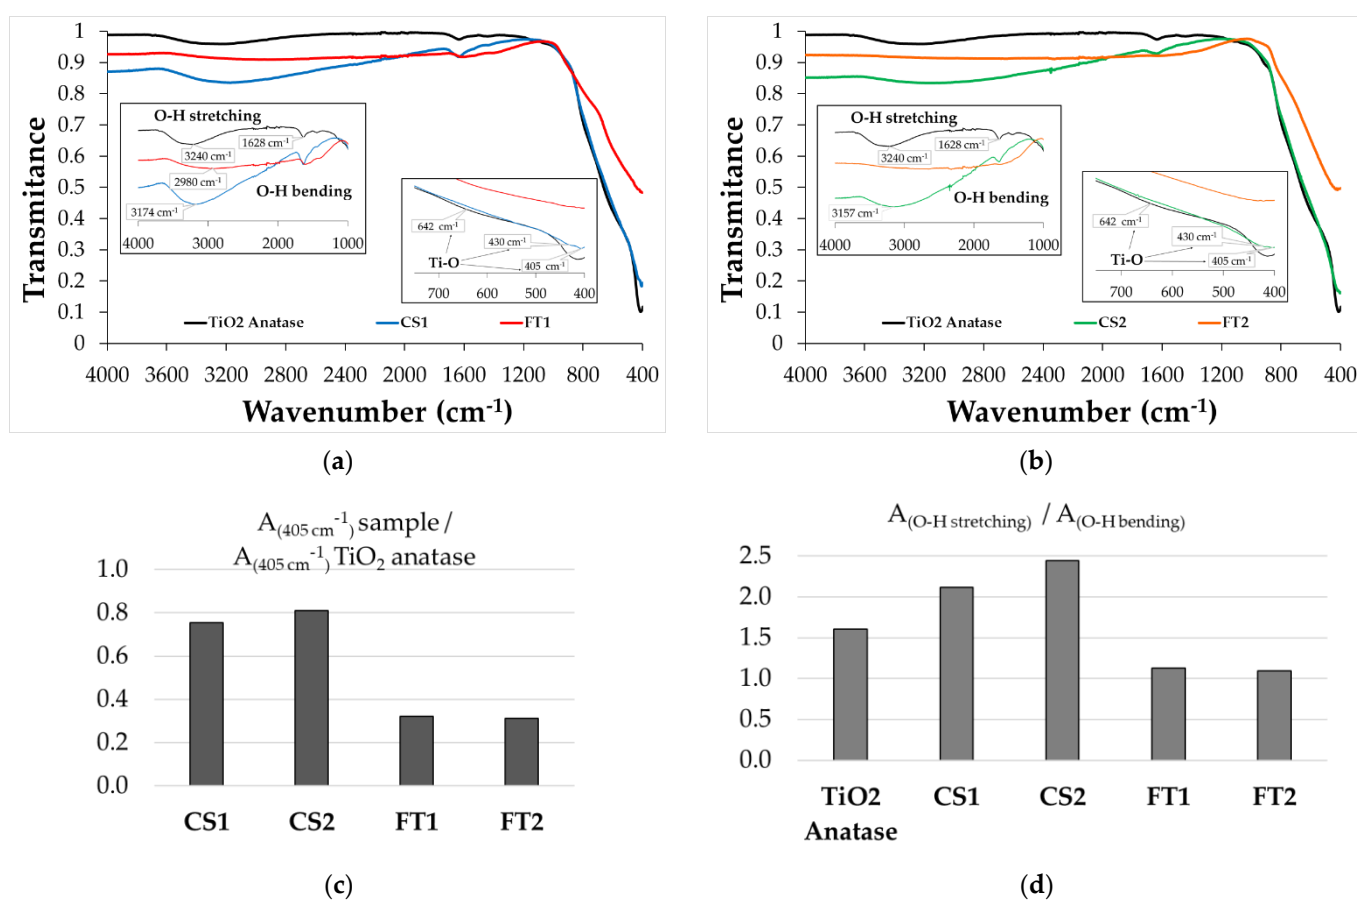 1
0.9
0.8
0.7
0.6
0.5
0.4
0.3
0.2
0.1
0
Transmitance
O-H stretching
3240 cm-1
1628 cm-1
2980 cm-1
O-H bending
3174 cm-1
4000 3000 2000 1000
642 cm-1
430 cm-1
Ti-O
405 cm-1
700 600 500 400
TiO2 Anatase CS1 FT1
4000 3600 3200 2800 2400 2000 1600 1200 800 400
Wavenumber (cm-1)
(a)
1
0.9
0.8
0.7
0.6
0.5
0.4
0.3
0.2
0.1
0
Transmitance
O-H stretching
3240 cm-1
1628 cm-1
O-H bending
3157 cm-1
4000 3000 2000 1000
642 cm-1
430 cm-1
Ti-O
405 cm-1
700 600 500 400
TiO2 Anatase CS2 FT2
4000 3600 3200 2800 2400 2000 1600 1200 800 400
Wavenumber (cm-1)
(b)
A(405 cm-1) sample /
A(405 cm-1) TiO2 anatase
1.0
0.8
0.6
0.4
0.2
0.0
CS1 CS2 FT1 FT2
(c)
A(O-H stretching) / A(O-H bending)
2.5
2.0
1.5
1.0
0.5
0.0
TiO2 CS1 CS2 FT1 FT2
Anatase
(d)